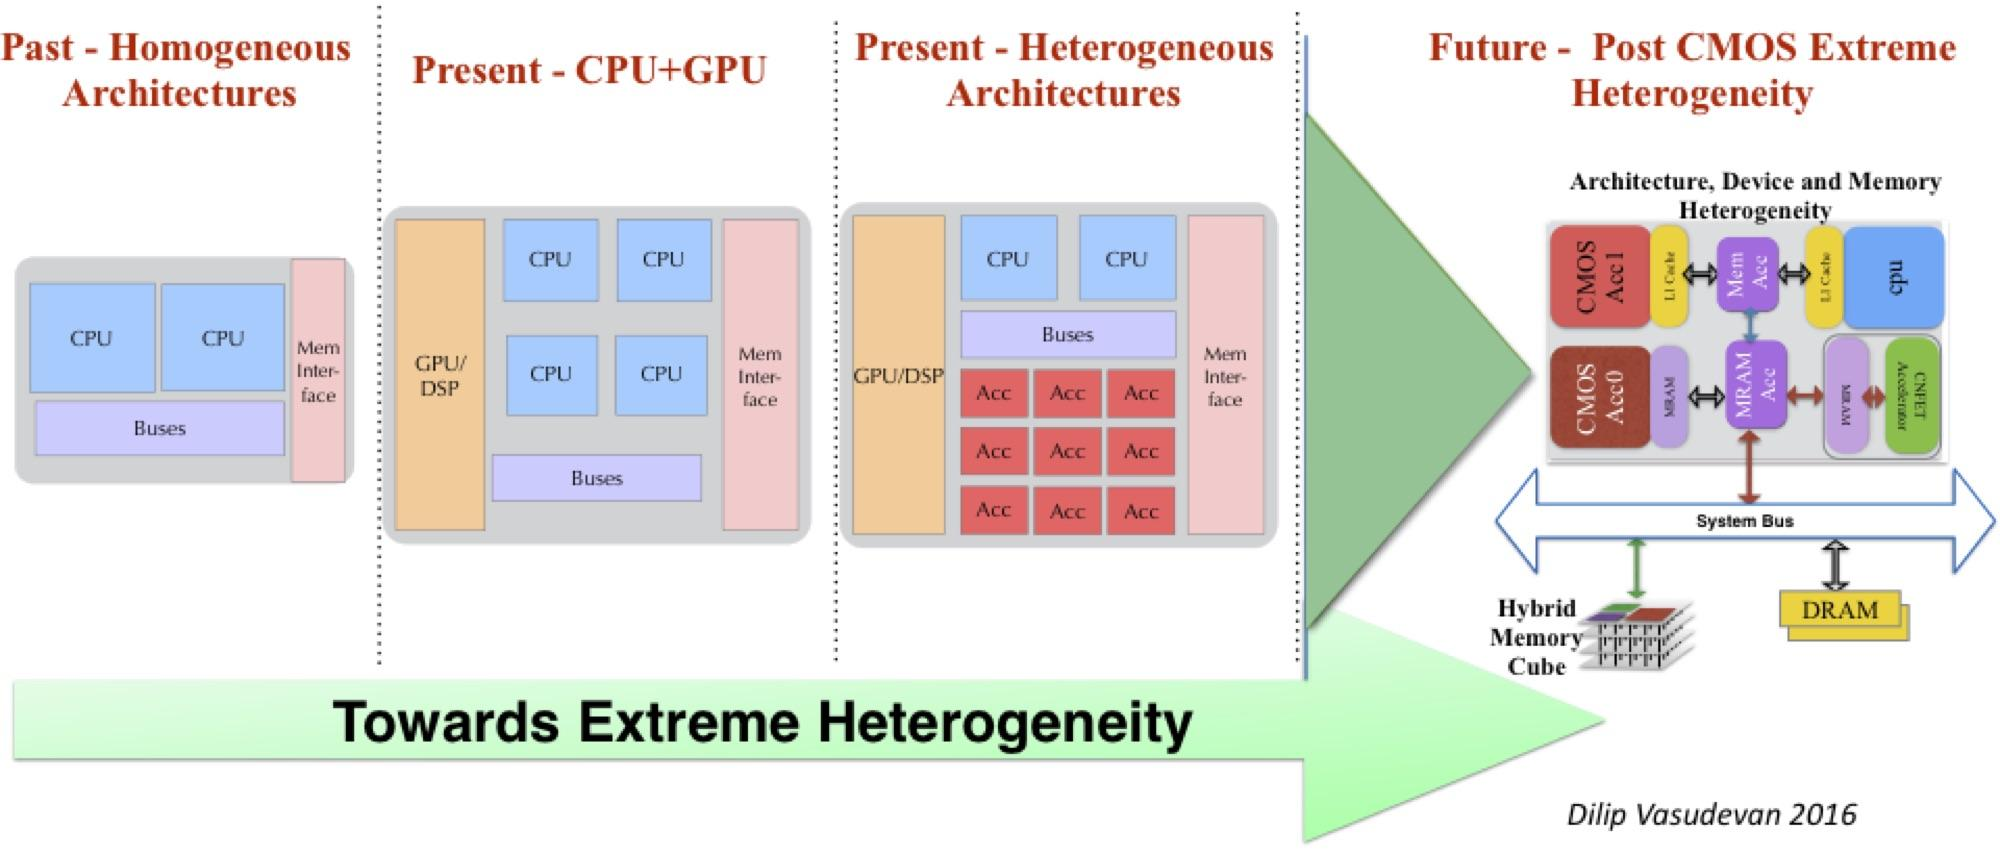 Past - Homogeneous
Architectures
Present - CPU+GPU
Present - Heterogeneous
Architectures
Future - Post CMOS Extreme
Heterogeneity
CPU
CPU
Buses
Mem
Inter-
face
GPU/
DSP
CPU
CPU
CPU
CPU
Buses
Mem
Inter-
face
GPU/DSP
CPU
CPU
Buses
Acc
Acc
Acc
Acc
Acc
Acc
Acc
Acc
Acc
Mem
Inter-
face
Architecture, Device and Memory
Heterogeneity
CMOS
Acc1
LI Cache
Mem
Acc
LI Cache
cpu
CMOS
Acc0
MRAM
MRAM
Acc
MRAM
CNFET
Accelerator
System Bus
Hybrid
Memory
Cube
DRAM
Towards Extreme Heterogeneity
Dilip Vasudevan 2016